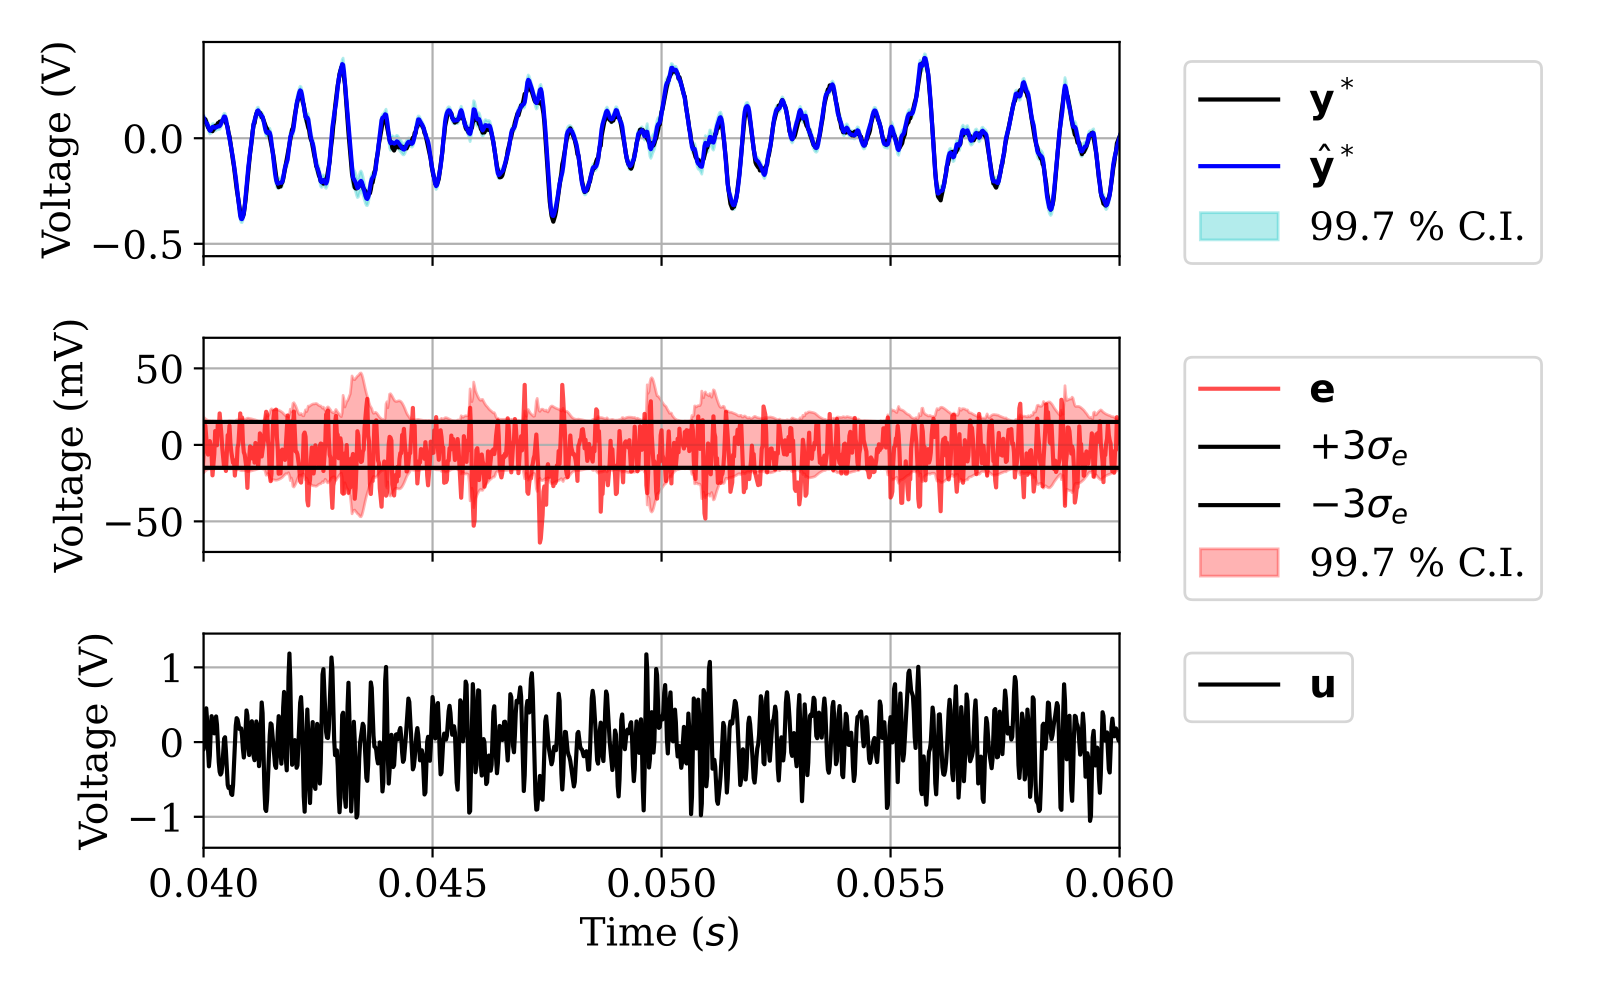 Voltage (V)
0.0
−0.5
y*
ŷ*
99.7 % C.I.
Voltage (mV)
50
0
−50
e
+3σₑ
−3σₑ
99.7 % C.I.
Voltage (V)
1
0
−1
u
0.040 0.045 0.050 0.055 0.060
Time (s)